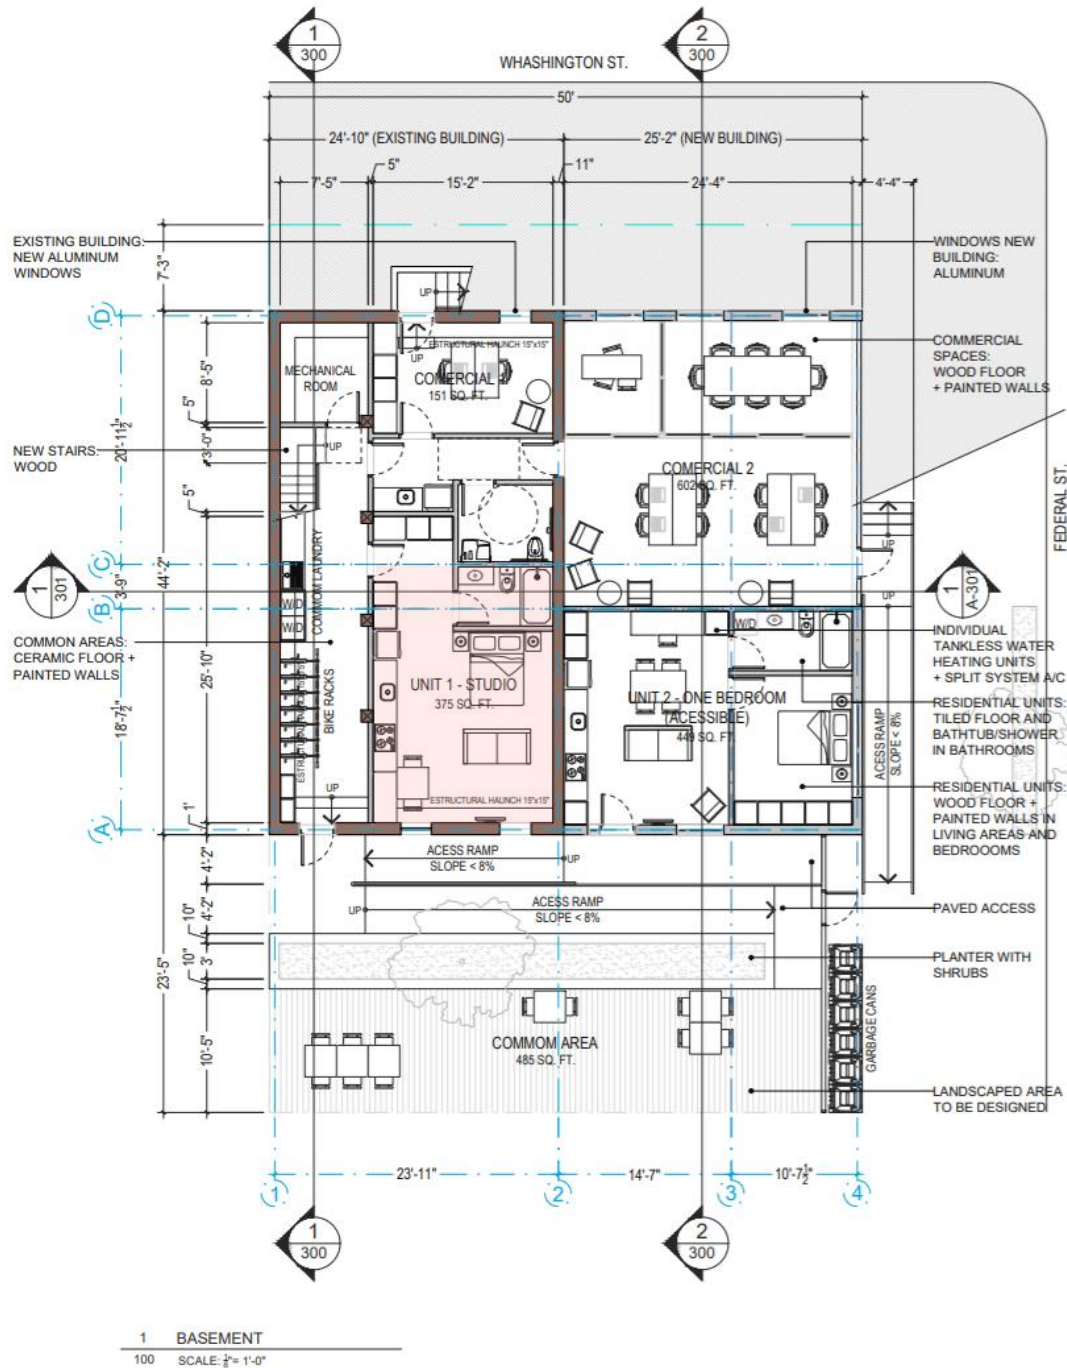 1
300
2
300
WHASHINGTON ST.
50'
24'-10" (EXISTING BUILDING)
25'-2" (NEW BUILDING)
5"
11"
7'-5"
15'-2"
24'-4"
4'-4"
EXISTING BUILDING:
NEW ALUMINUM
WINDOWS
WINDOWS NEW
BUILDING:
ALUMINUM
7'-3"
UP
D
ESTRUCTURAL HAUNCH 15"x15"
UP
MECHANICAL
ROOM
COMERCIAL
151 SQ. FT.
COMMERCIAL
SPACES:
WOOD FLOOR
+ PAINTED WALLS
8'-5"
5"
20'-11½"
3'-0"
NEW STAIRS:
WOOD
UP
COMERCIAL 2
602 SQ. FT.
FEDERAL ST.
5"
UP
C
44'-2"
3'-9"
B
1
301
1
A-301
COMMOM LAUNDRY
W/D
W/D
W/D
UP
COMMON AREAS:
CERAMIC FLOOR +
PAINTED WALLS
INDIVIDUAL
TANKLESS WATER
HEATING UNITS
+ SPLIT SYSTEM A/C
25'-10"
18'-7½"
BIKE RACKS
UNIT 1 - STUDIO
375 SQ. FT.
UNIT 2 - ONE BEDROOM
(ACESSIBLE)
449 SQ. FT.
RESIDENTIAL UNITS:
TILED FLOOR AND
BATHTUB/SHOWER
IN BATHROOMS
ACESS RAMP
SLOPE < 8%
RESIDENTIAL UNITS:
WOOD FLOOR +
PAINTED WALLS IN
LIVING AREAS AND
BEDROOOMS
UP
ESTRUCTURAL HAUNCH 15"x15"
1'
A
4'-2"
ACESS RAMP
SLOPE < 8%
UP
4'-2"
UP
ACESS RAMP
SLOPE < 8%
PAVED ACCESS
10"
3'
10"
23'-5"
PLANTER WITH
SHRUBS
GARBAGE CANS
10'-5"
COMMOM AREA
485 SQ. FT.
LANDSCAPED AREA
TO BE DESIGNED
23'-11"
14'-7"
10'-7½"
1
2
3
4
1
300
2
300
1 BASEMENT
100 SCALE: ⅛"= 1'-0"